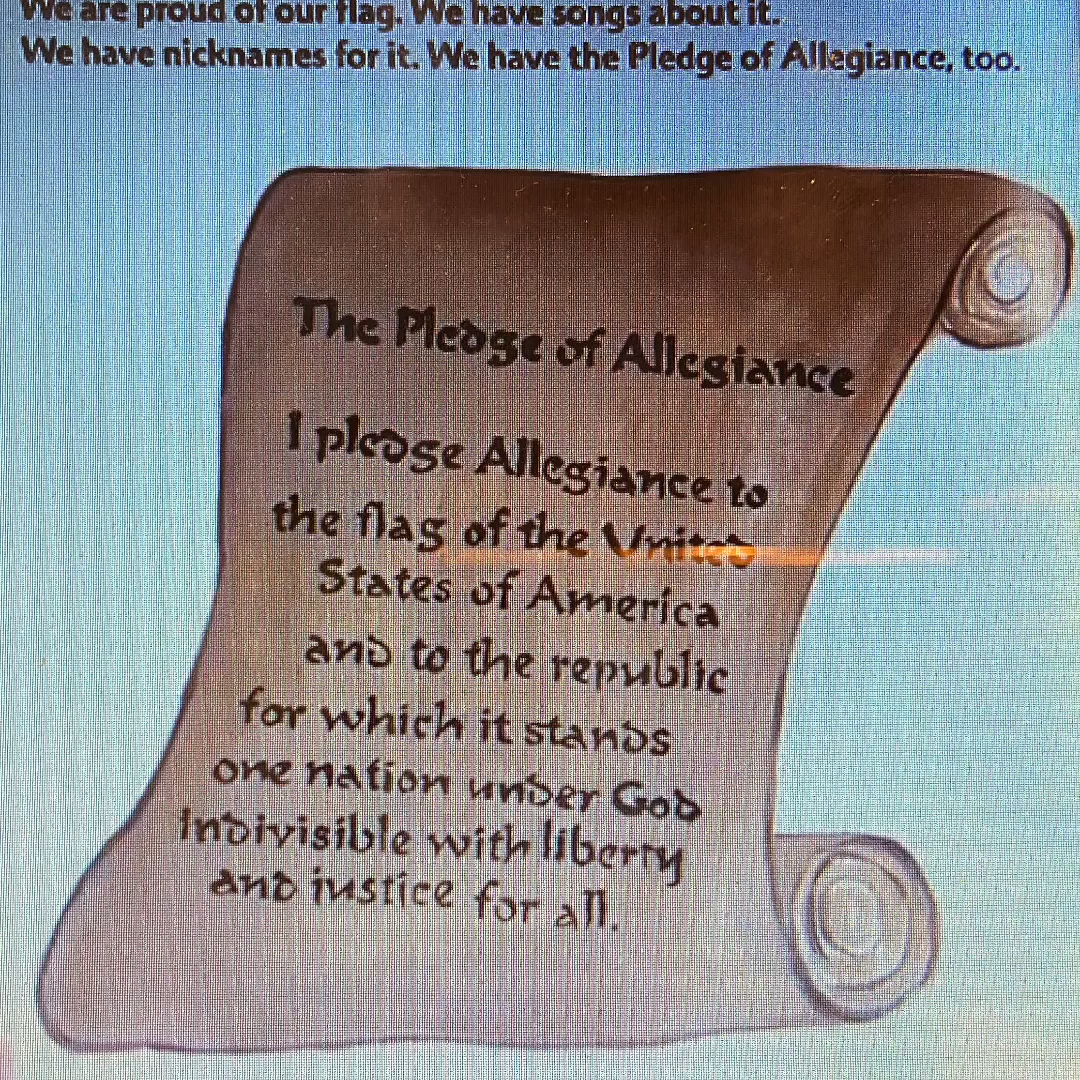 We are proud of our flag. We have songs about it.
We have nicknames for it. We have the Pledge of Allegiance, too.
The Pledge of Allegiance
I pledge Allegiance to
the flag of the United
States of America
and to the republic
for which it stands
one nation under God
indivisible with liberty
and justice for all.